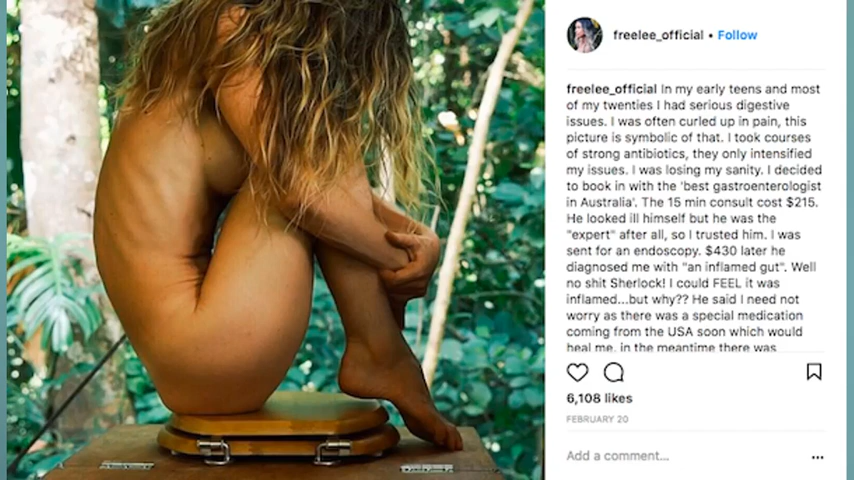 freelee_official • Follow
freelee_official In my early teens and most
of my twenties I had serious digestive
issues. I was often curled up in pain, this
picture is symbolic of that. I took courses
of strong antibiotics, they only intensified
my issues. I was losing my sanity. I decided
to book in with the 'best gastroenterologist
in Australia'. The 15 min consult cost $215.
He looked ill himself but he was the
"expert" after all, so I trusted him. I was
sent for an endoscopy. $430 later he
diagnosed me with "an inflamed gut". Well
no shit Sherlock! I could FEEL it was
inflamed...but why?? He said I need not
worry as there was a special medication
coming from the USA soon which would
heal me, in the meantime there was
6,108 likes
FEBRUARY 20
Add a comment...